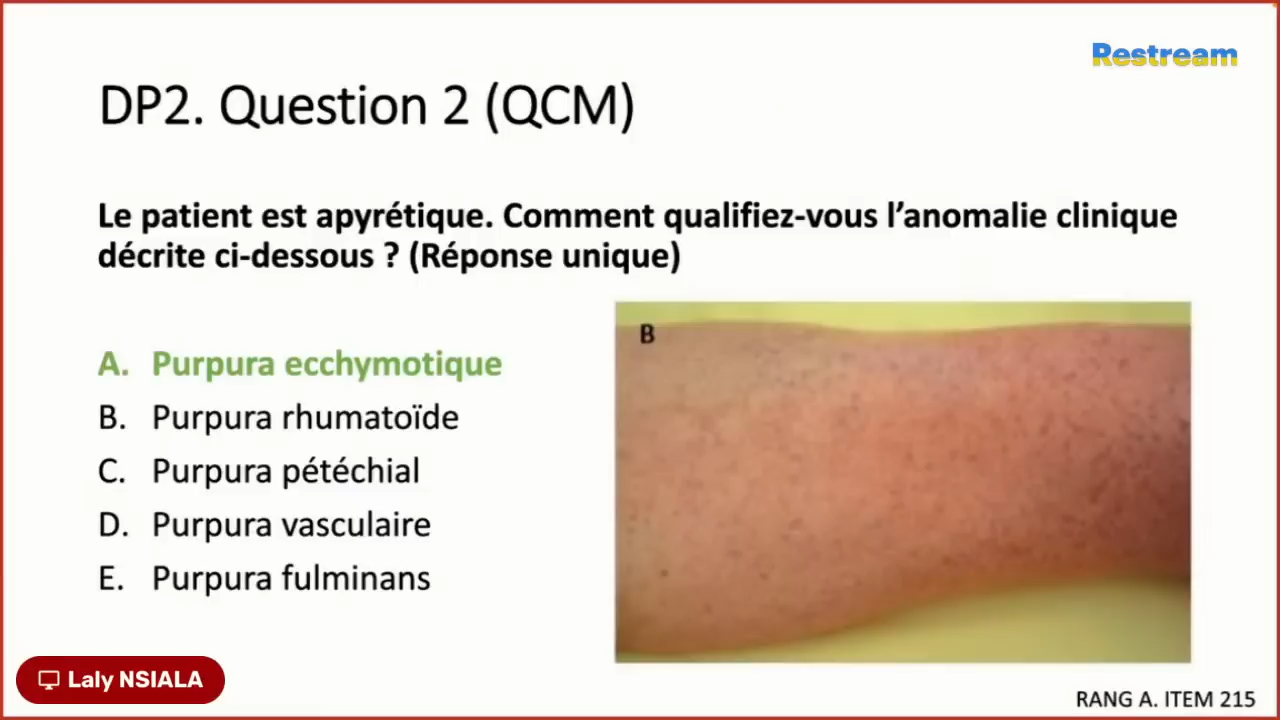 Restream
DP2. Question 2 (QCM)
Le patient est apyrétique. Comment qualifiez-vous l’anomalie clinique
décrite ci-dessous ? (Réponse unique)
A. Purpura ecchymotique
B. Purpura rhumatoïde
C. Purpura pétéchial
D. Purpura vasculaire
E. Purpura fulminans
B
Laly NSIALA
RANG A. ITEM 215